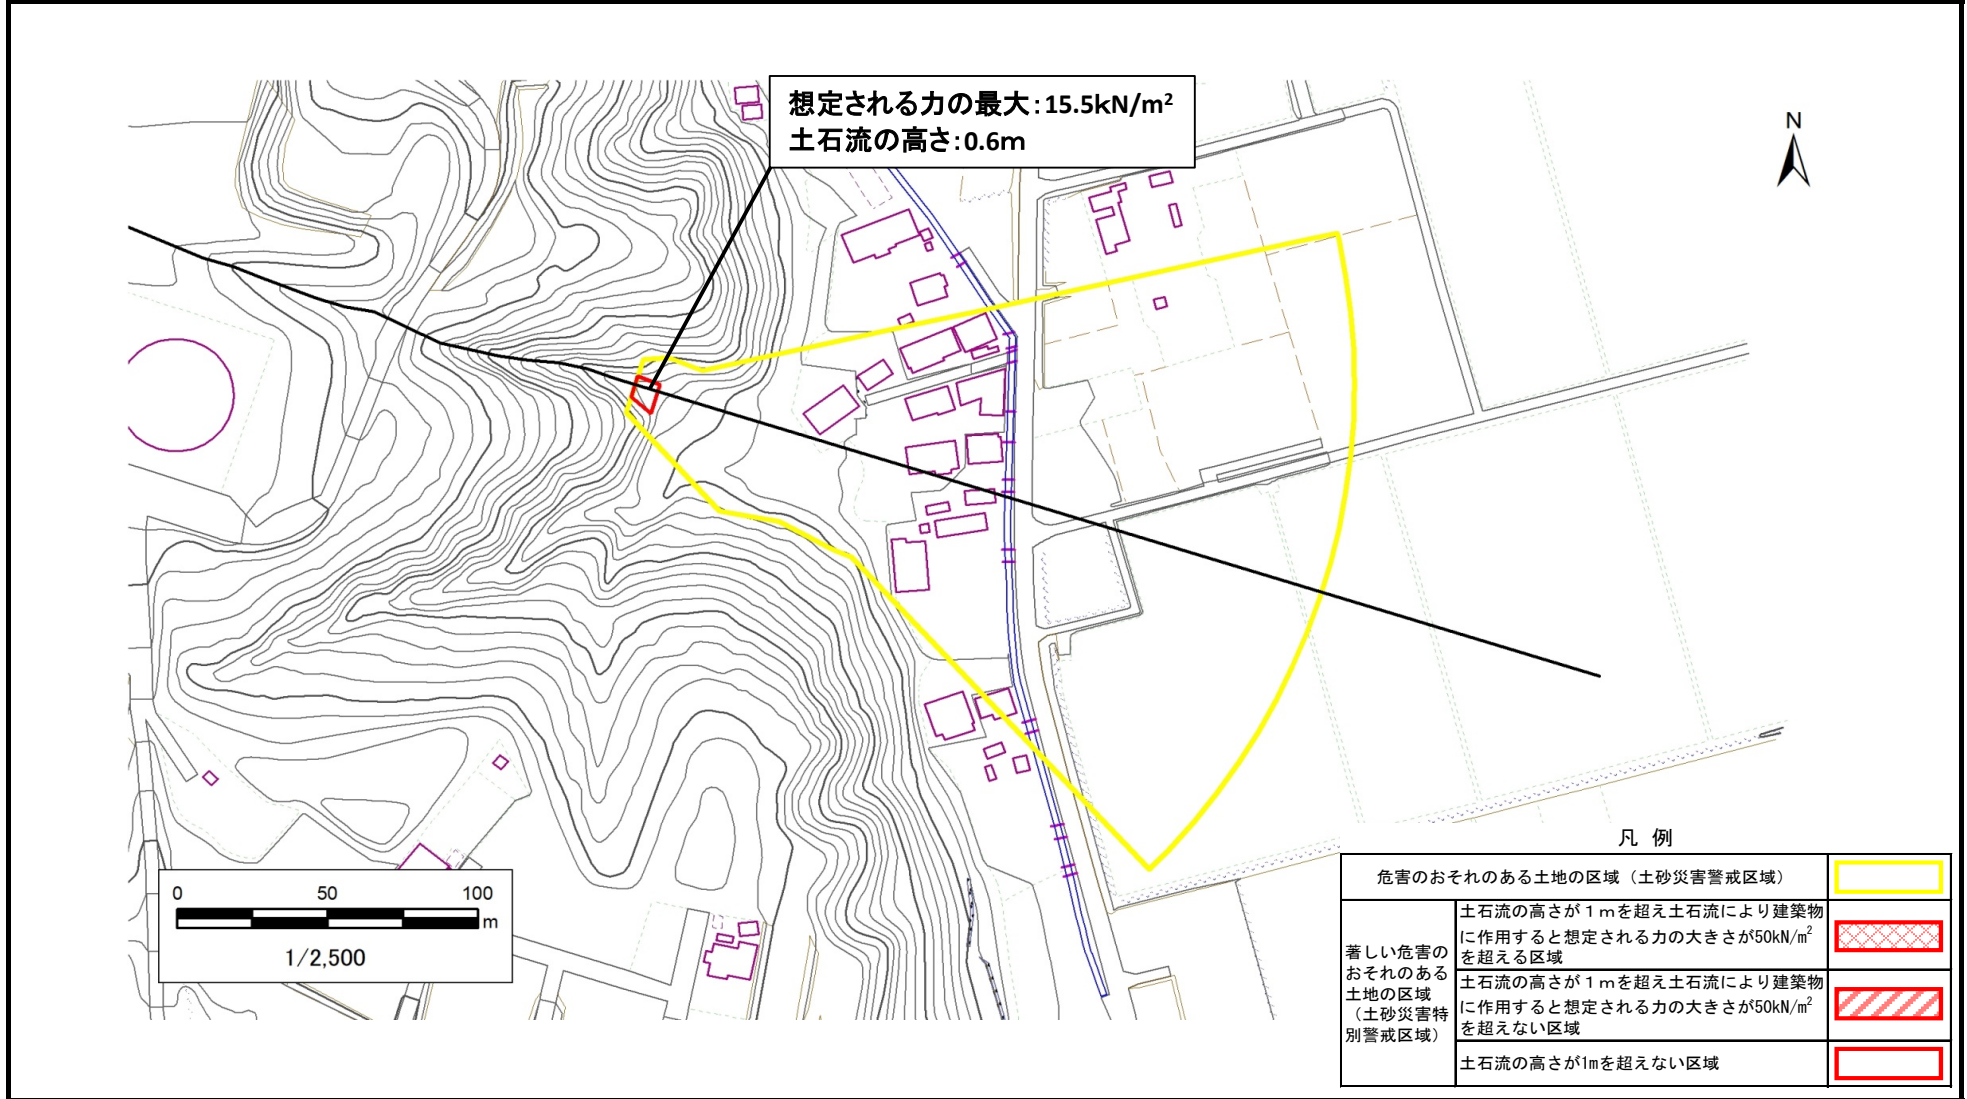 想定される力の最大：15.5kN/m²
土石流の高さ：0.6m
N
0 50 100
m
1/2,500
凡 例
危害のおそれのある土地の区域（土砂災害警戒区域）
著しい危害の
おそれのある
土地の区域
（土砂災害特
別警戒区域）
土石流の高さが１ｍを超え土石流により建築物
に作用すると想定される力の大きさが50kN/m²
を超える区域
土石流の高さが１ｍを超え土石流により建築物
に作用すると想定される力の大きさが50kN/m²
を超えない区域
土石流の高さが1mを超えない区域